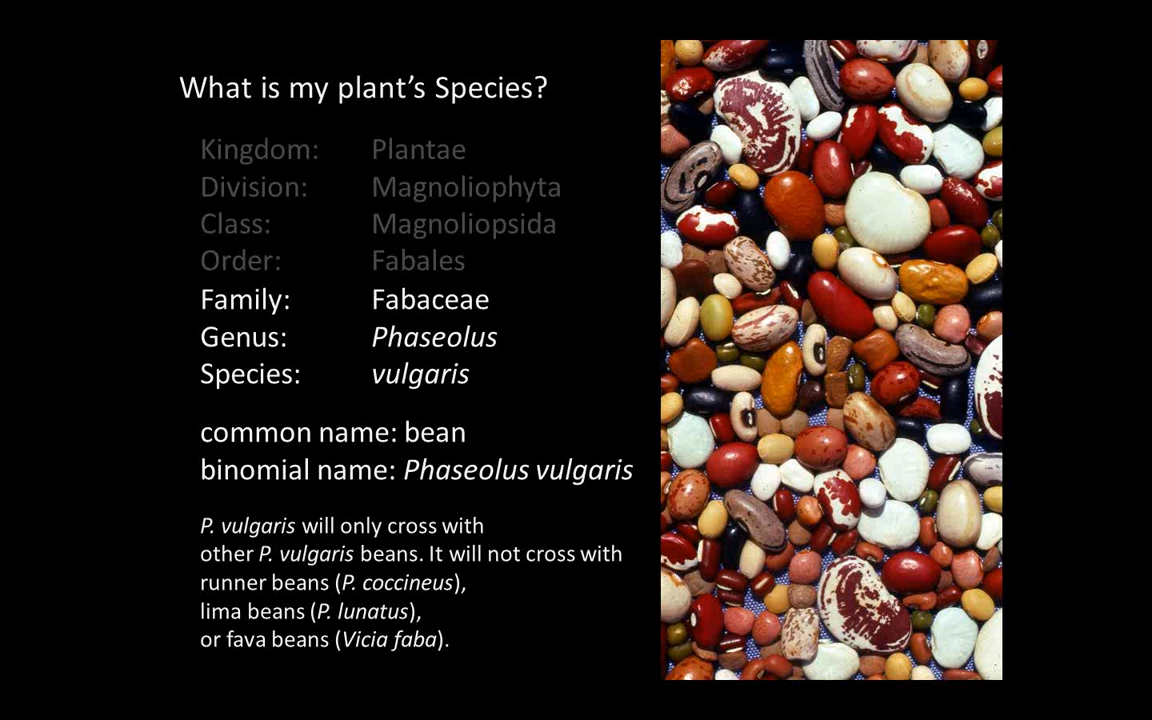 What is my plant’s Species?
Kingdom: Plantae
Division: Magnoliophyta
Class: Magnoliopsida
Order: Fabales
Family: Fabaceae
Genus: Phaseolus
Species: vulgaris
common name: bean
binomial name: Phaseolus vulgaris
P. vulgaris will only cross with
other P. vulgaris beans. It will not cross with
runner beans (P. coccineus),
lima beans (P. lunatus),
or fava beans (Vicia faba).